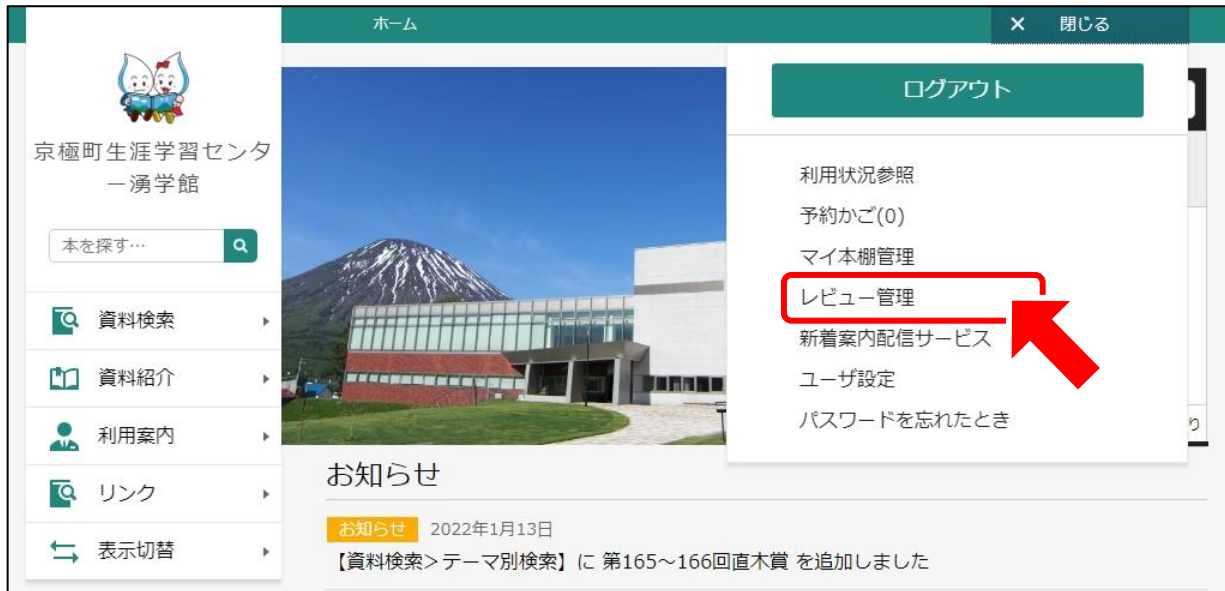 ホーム
× 閉じる
京極町生涯学習センタ
ー湧学館
本を探す…
資料検索
資料紹介
利用案内
リンク
表示切替
ログアウト
利用状況参照
予約かご(0)
マイ本棚管理
レビュー管理
新着案内配信サービス
ユーザ設定
パスワードを忘れたとき
り
お知らせ
お知らせ 2022年1月13日
【資料検索>テーマ別検索】に 第165~166回直木賞 を追加しました